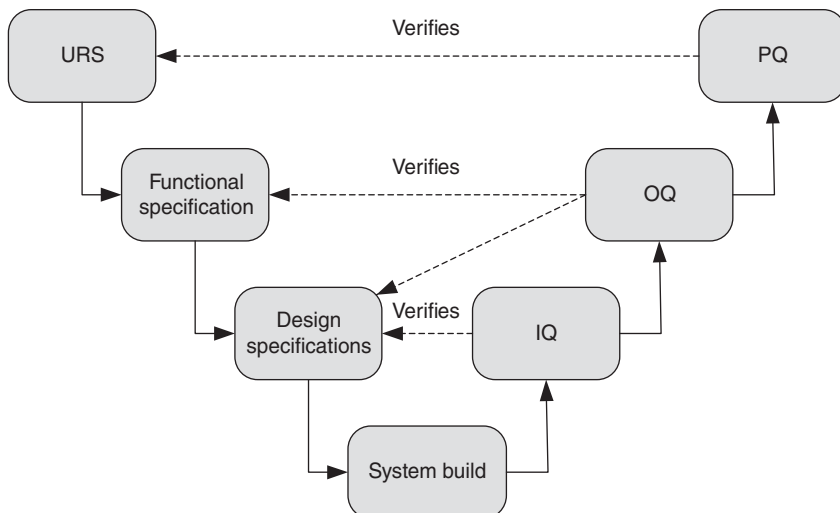 Verifies
URS
PQ
Verifies
Functional
specification
OQ
Verifies
Design
specifications
IQ
System build